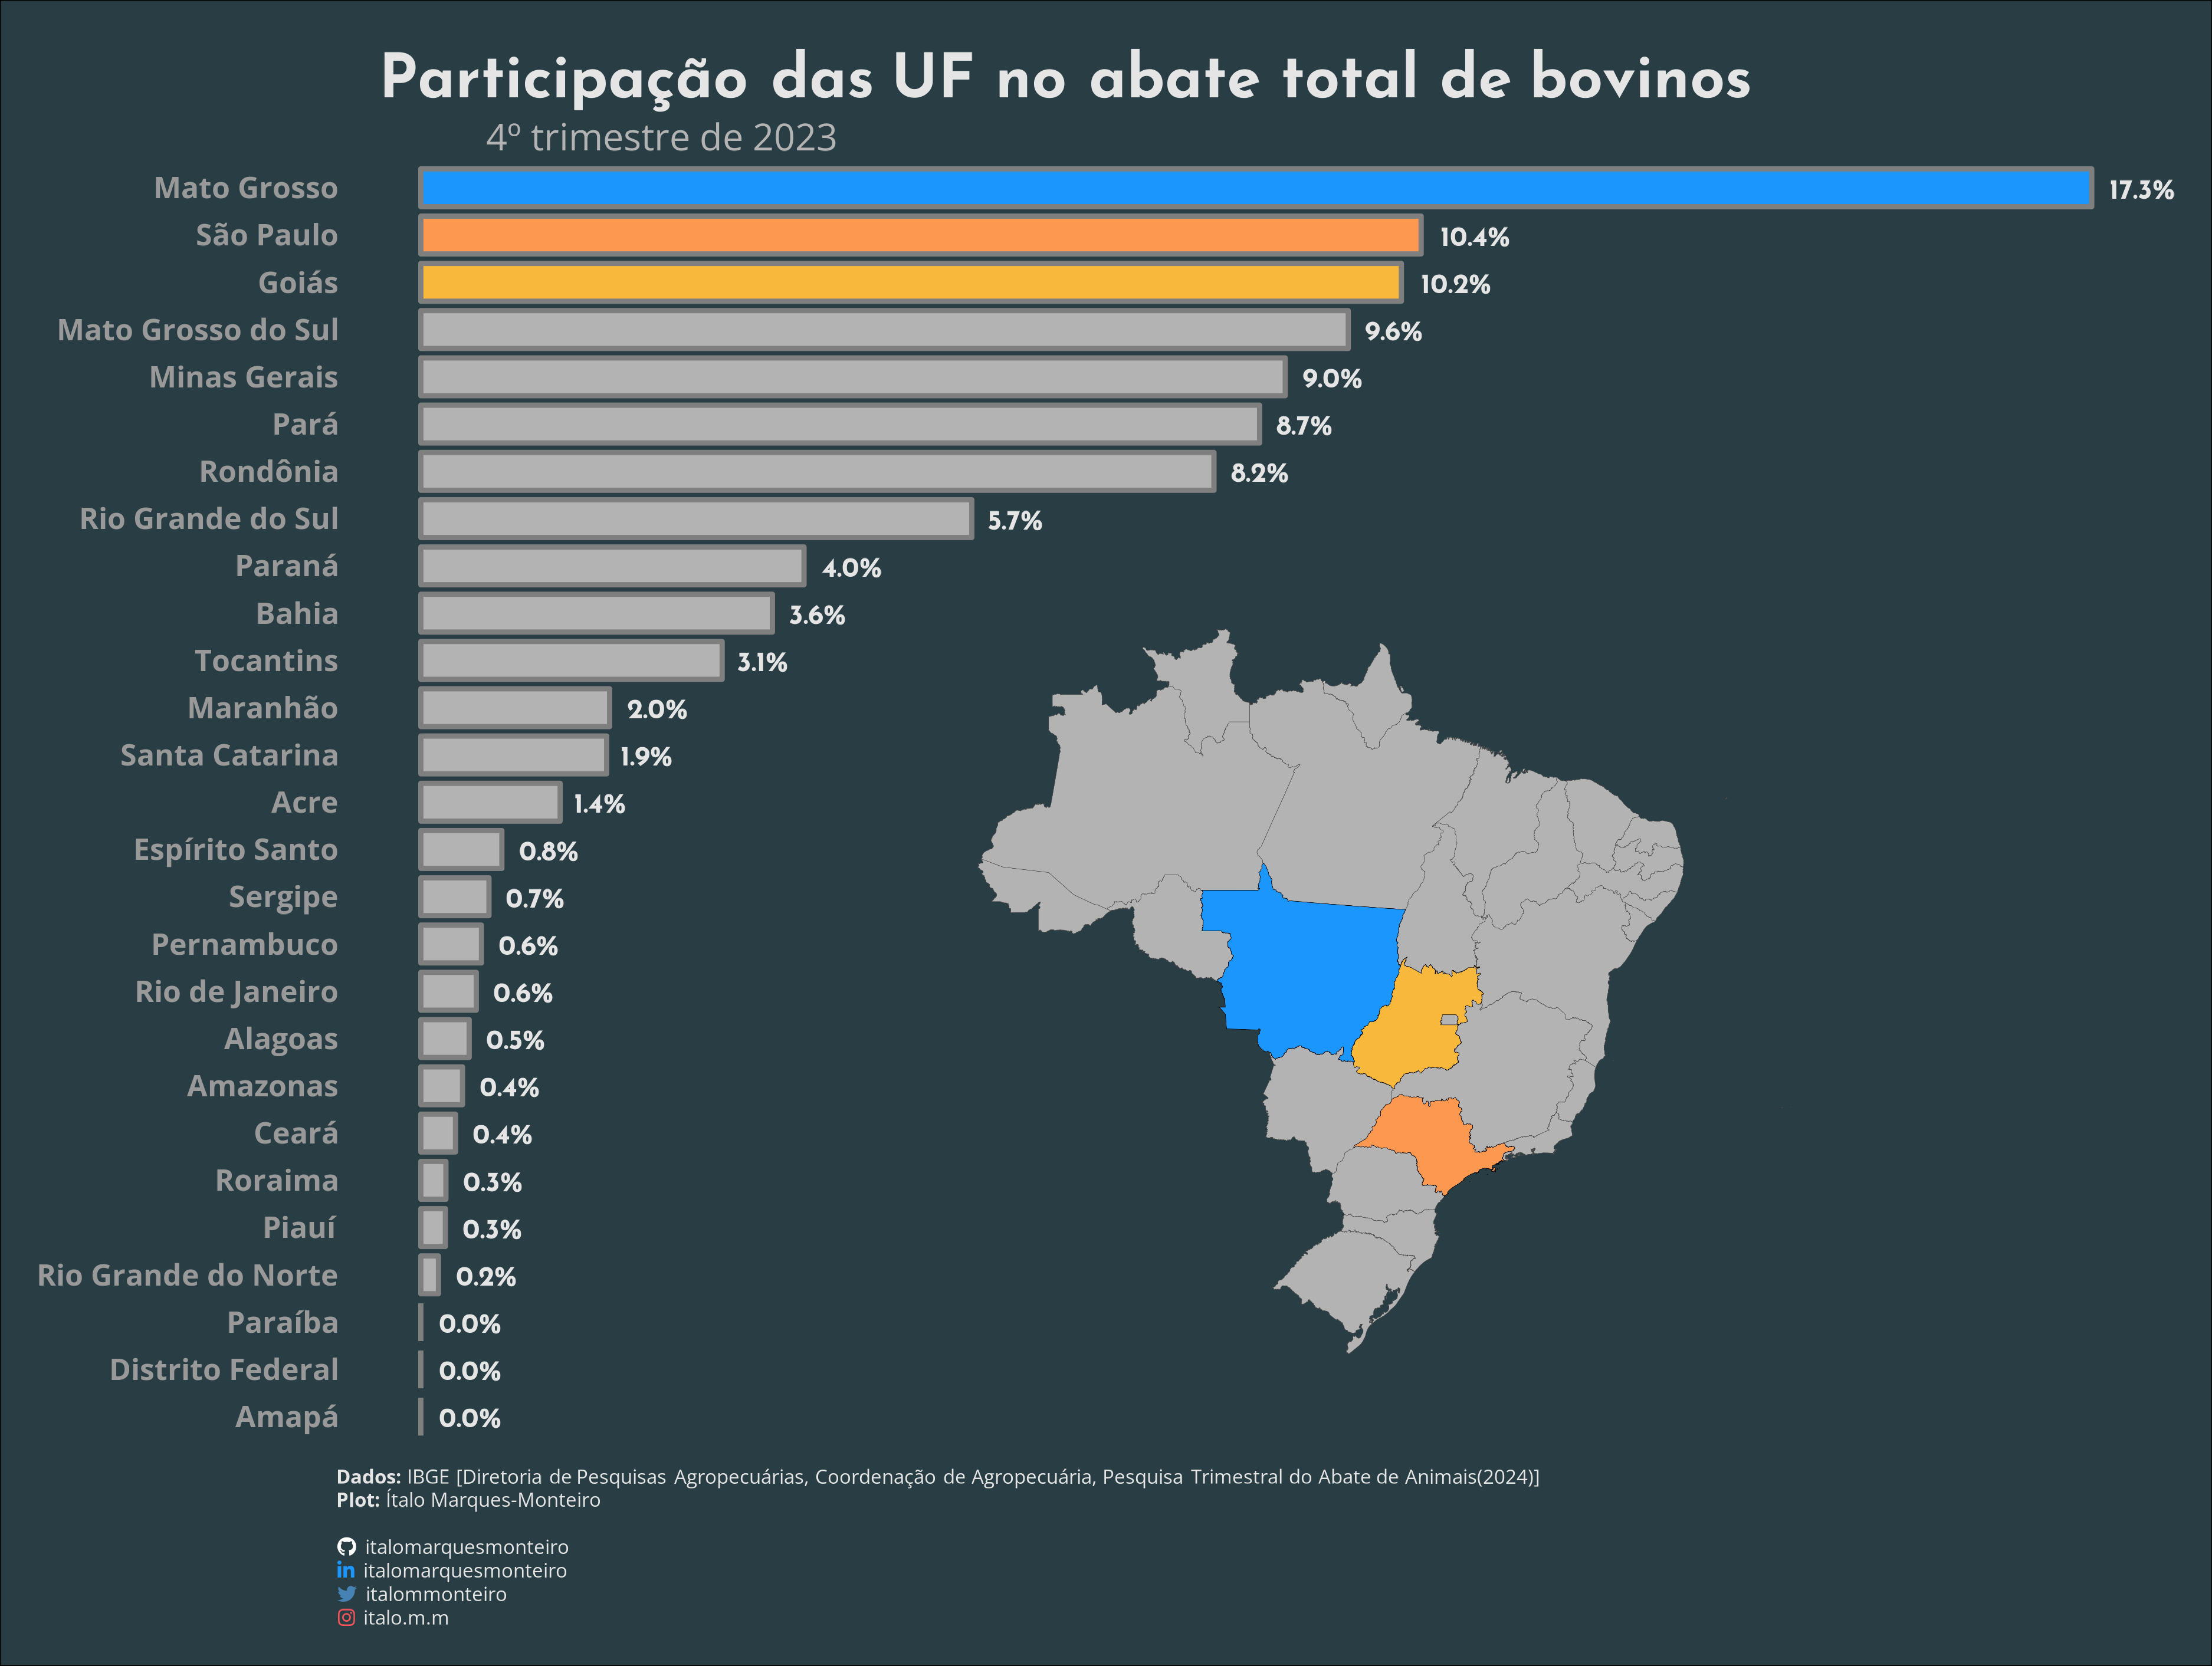 Participação das UF no abate total de bovinos
4º trimestre de 2023
Mato Grosso 17.3%
São Paulo 10.4%
Goiás 10.2%
Mato Grosso do Sul 9.6%
Minas Gerais 9.0%
Pará 8.7%
Rondônia 8.2%
Rio Grande do Sul 5.7%
Paraná 4.0%
Bahia 3.6%
Tocantins 3.1%
Maranhão 2.0%
Santa Catarina 1.9%
Acre 1.4%
Espírito Santo 0.8%
Sergipe 0.7%
Pernambuco 0.6%
Rio de Janeiro 0.6%
Alagoas 0.5%
Amazonas 0.4%
Ceará 0.4%
Roraima 0.3%
Piauí 0.3%
Rio Grande do Norte 0.2%
Paraíba 0.0%
Distrito Federal 0.0%
Amapá 0.0%
Dados: IBGE [Diretoria de Pesquisas Agropecuárias, Coordenação de Agropecuária, Pesquisa Trimestral do Abate de Animais(2024)]
Plot: Ítalo Marques-Monteiro
italomarquesmonteiro
italomarquesmonteiro
italommonteiro
italo.m.m